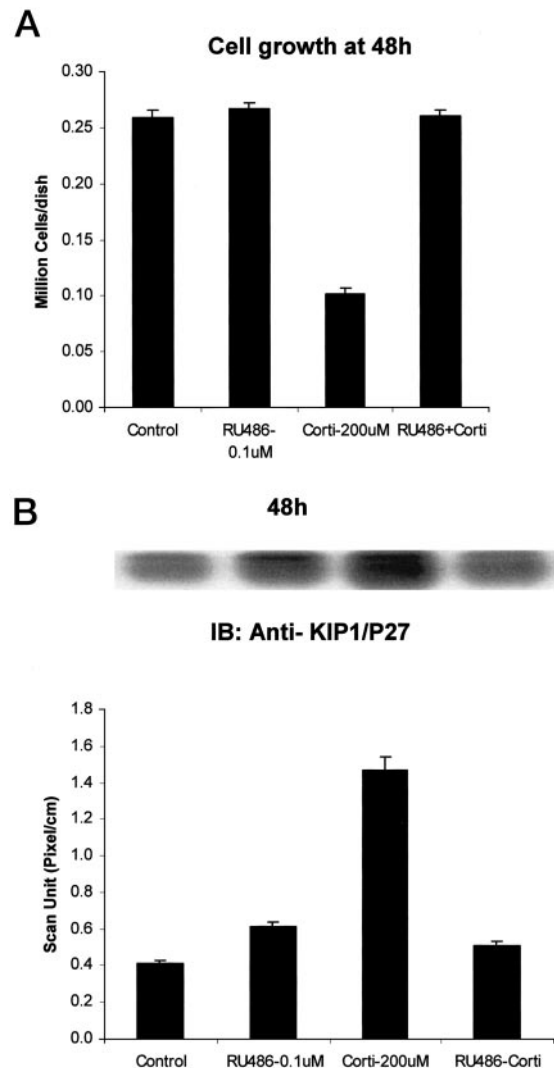 A
Cell growth at 48h
Million Cells/dish
0.30
0.25
0.20
0.15
0.10
0.05
0.00
Control
RU486-
0.1uM
Corti-200uM
RU486+Corti
B
48h
IB: Anti- KIP1/P27
Scan Unit (Pixel/cm)
1.8
1.6
1.4
1.2
1.0
0.8
0.6
0.4
0.2
0.0
Control
RU486-0.1uM
Corti-200uM
RU486-Corti